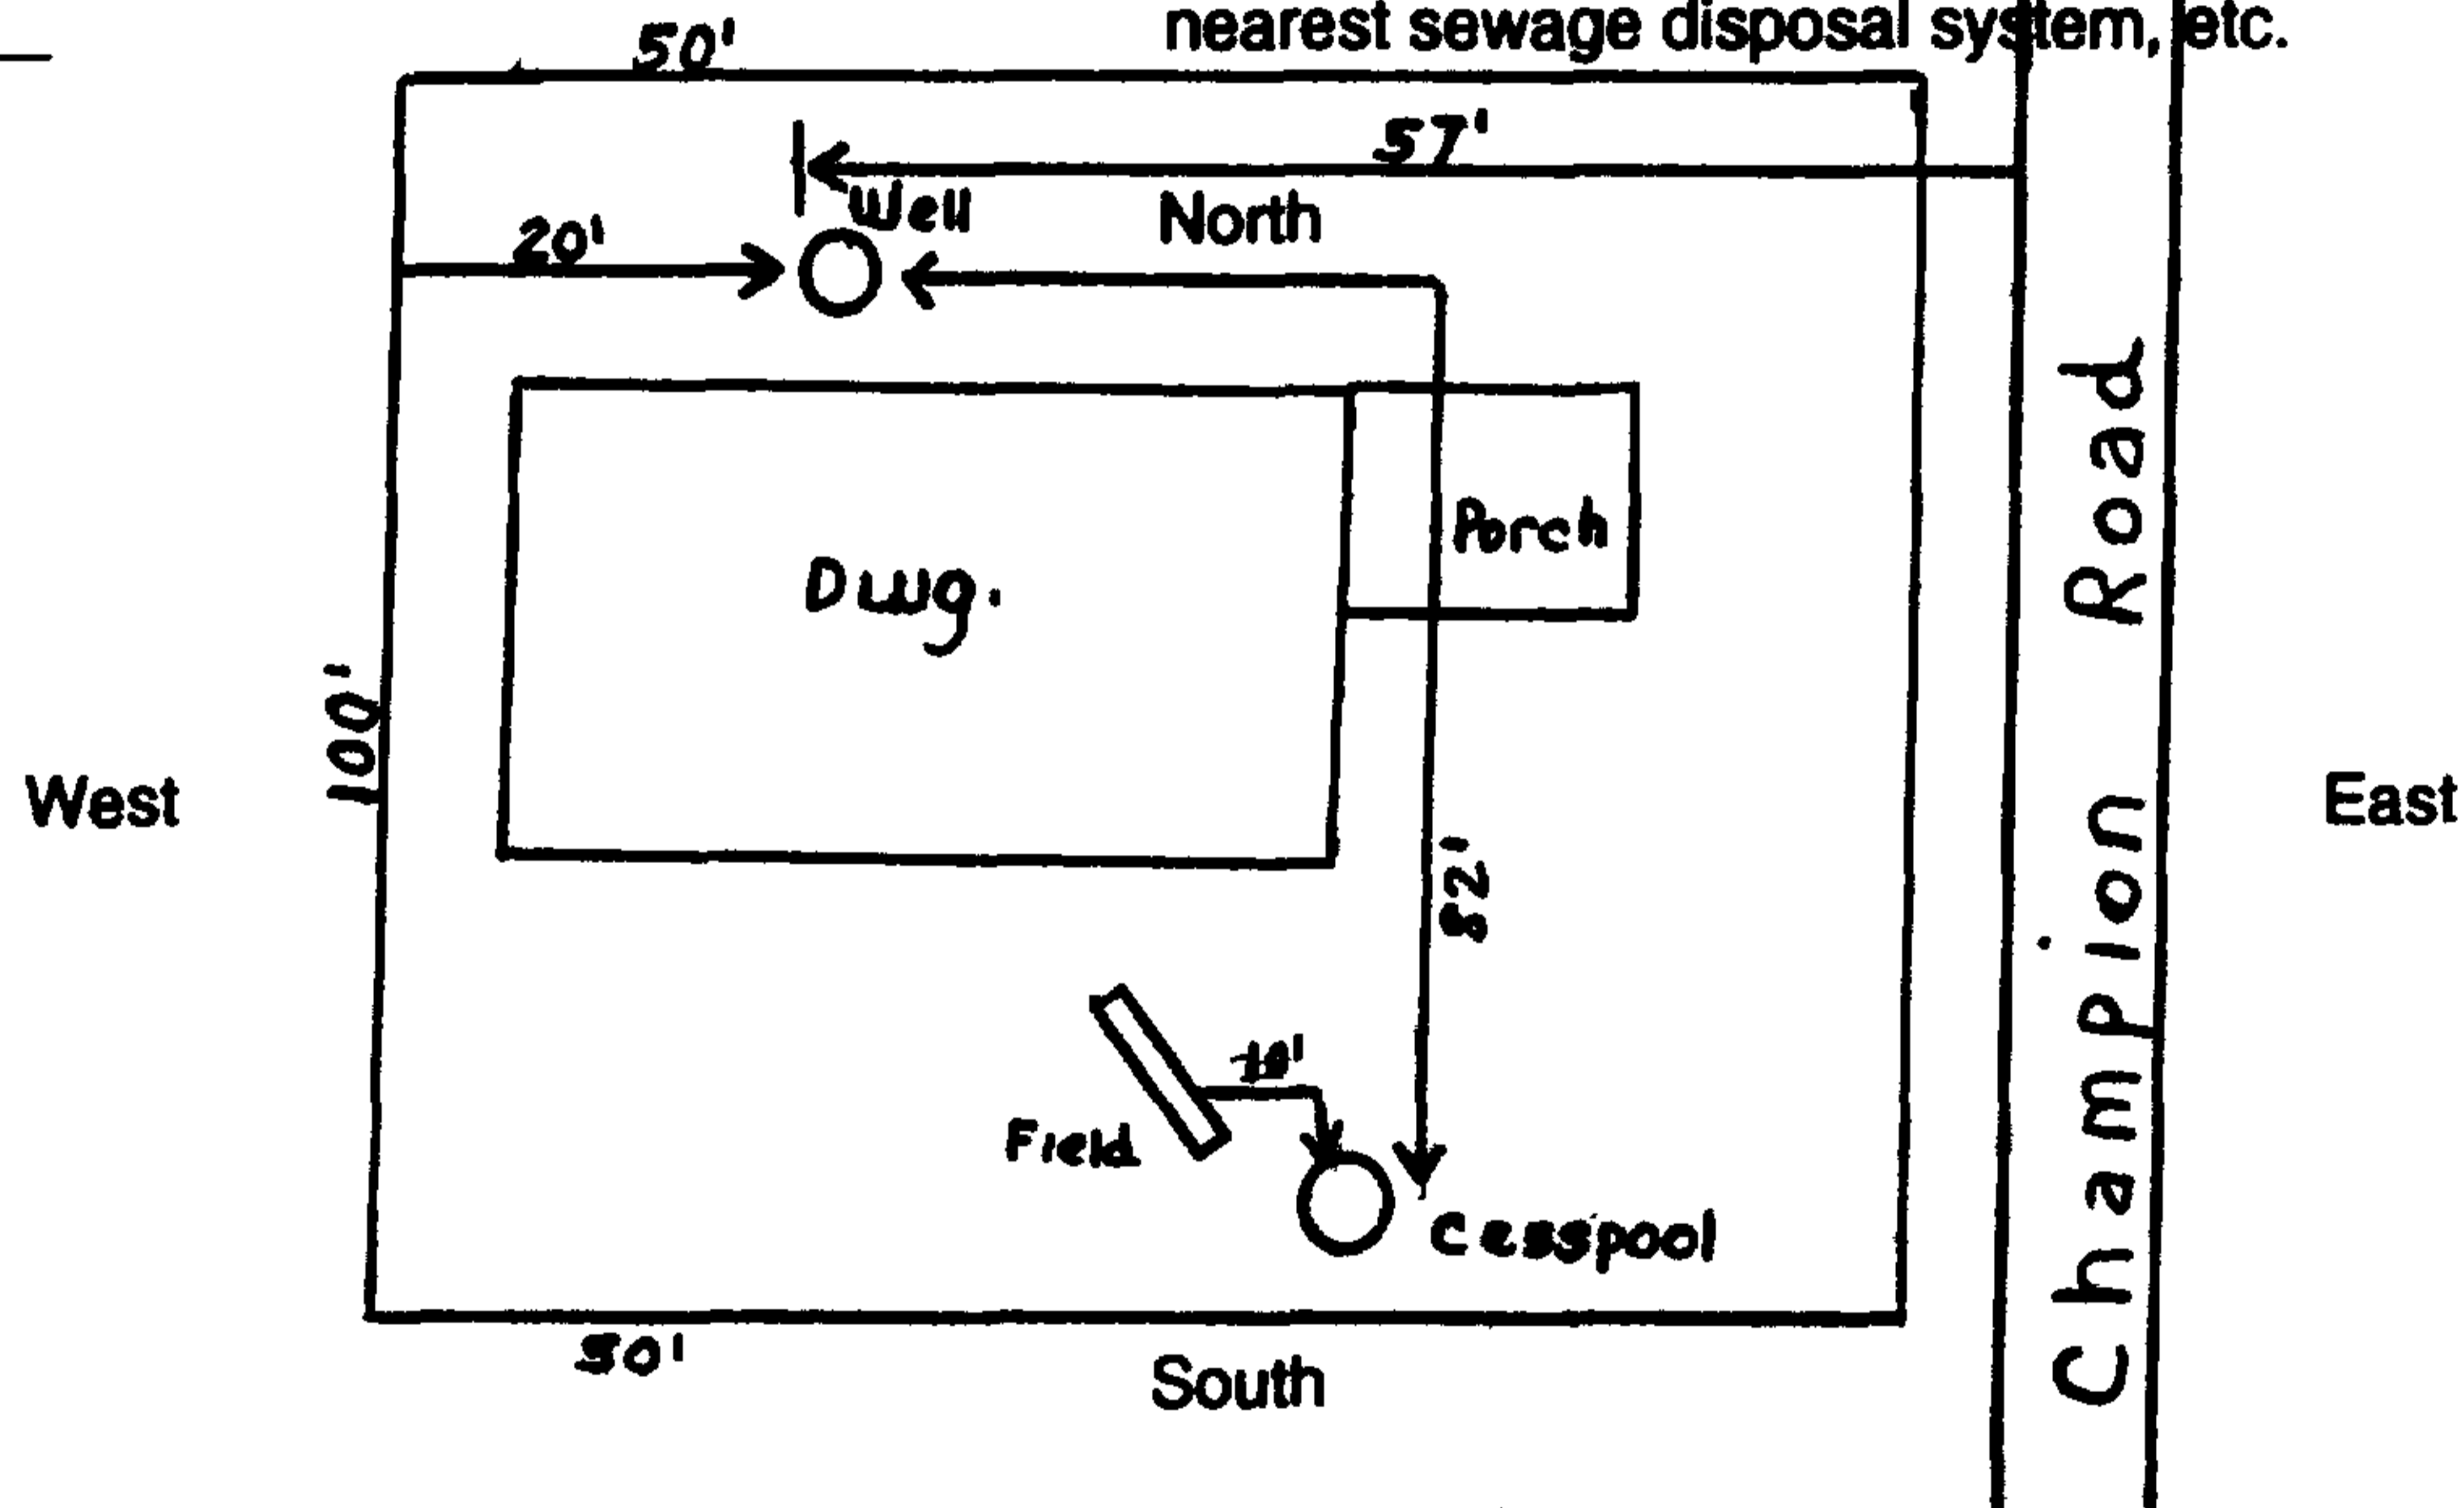 nearest sewage disposal system, etc.
50'
57'
Well
North
20'
Porch
Dwg.
100'
West
East
Champion Road
82'
Field
Cesspool
50'
South